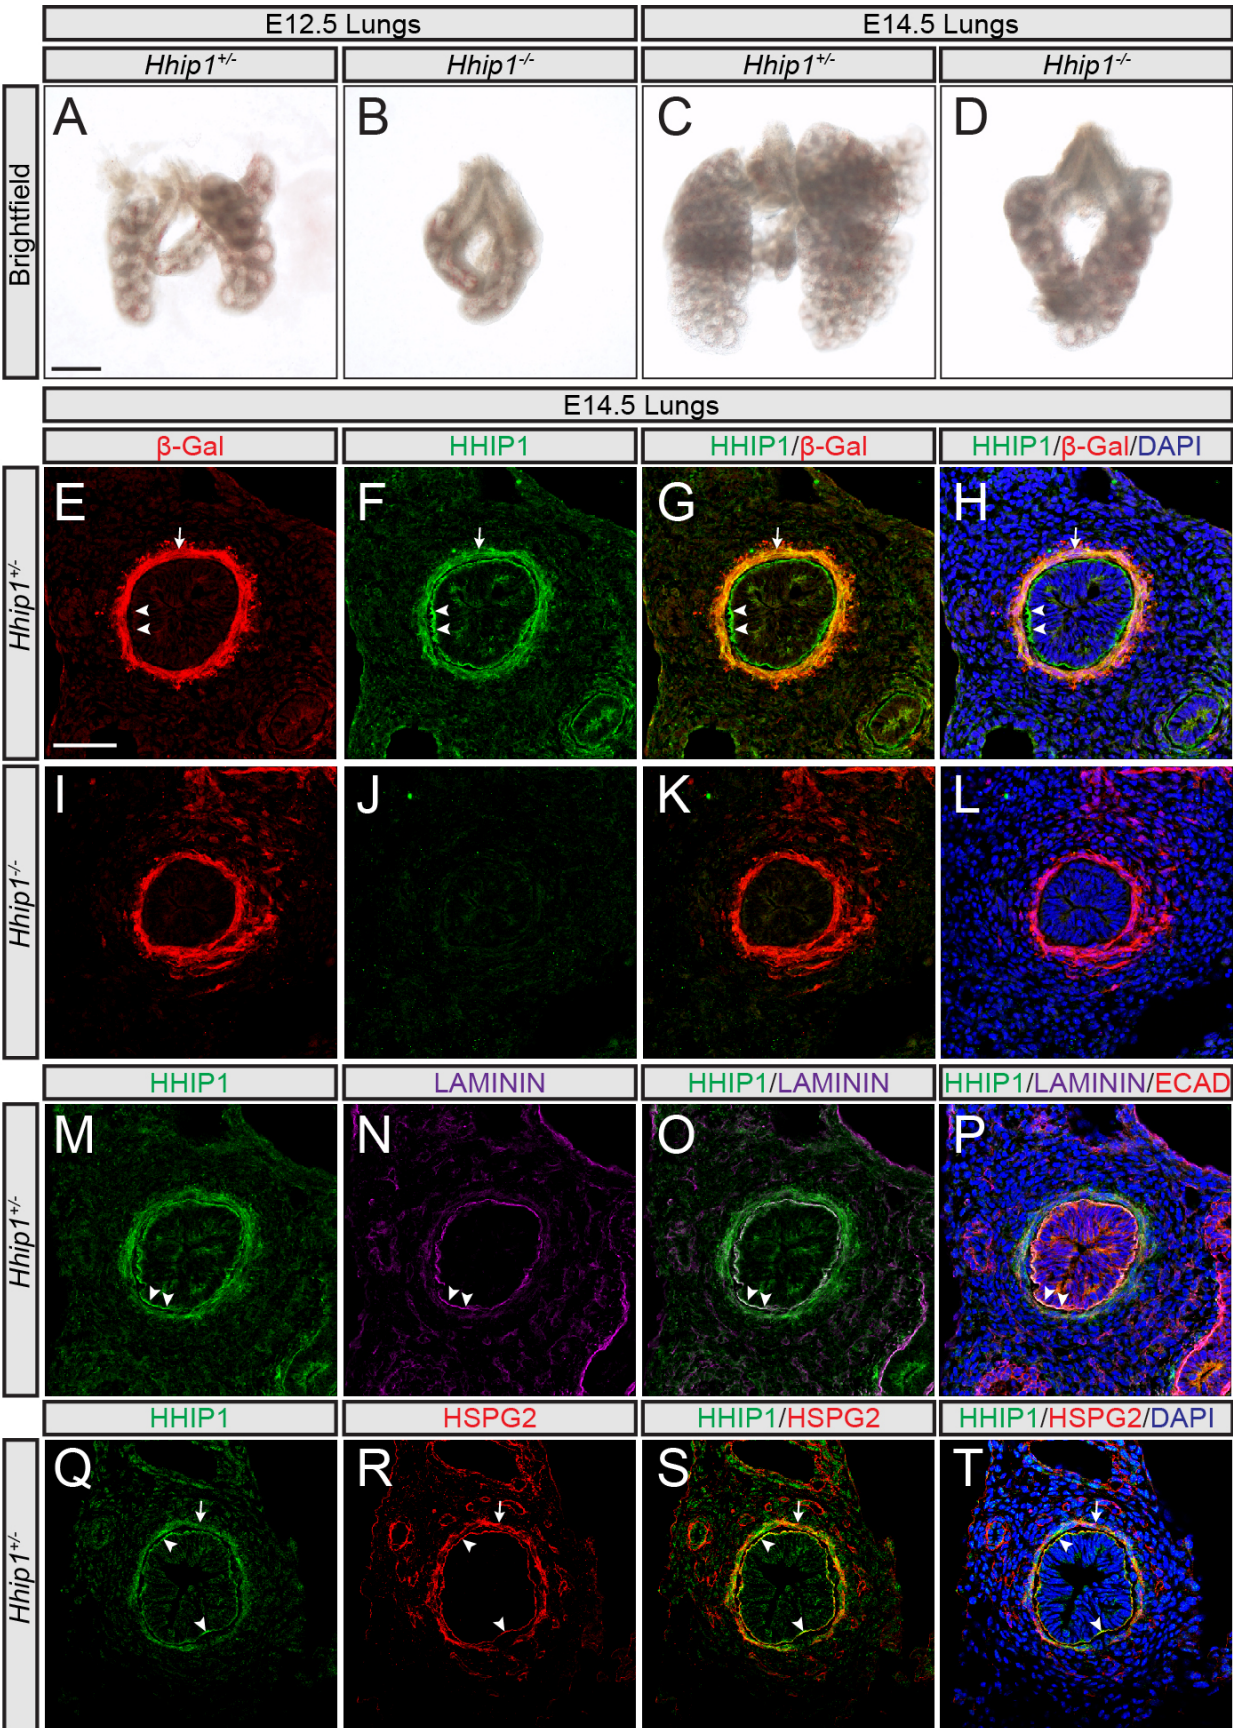 E12.5 Lungs E14.5 Lungs
Hhip1+/- Hhip1-/- Hhip1+/- Hhip1-/-
Brightfield
A B C D
E14.5 Lungs
β-Gal HHIP1 HHIP1/β-Gal HHIP1/β-Gal/DAPI
Hhip1+/-
E F G H
Hhip1-/-
I J K L
HHIP1 LAMININ HHIP1/LAMININ HHIP1/LAMININ/ECAD
Hhip1+/-
M N O P
HHIP1 HSPG2 HHIP1/HSPG2 HHIP1/HSPG2/DAPI
Hhip1+/-
Q R S T